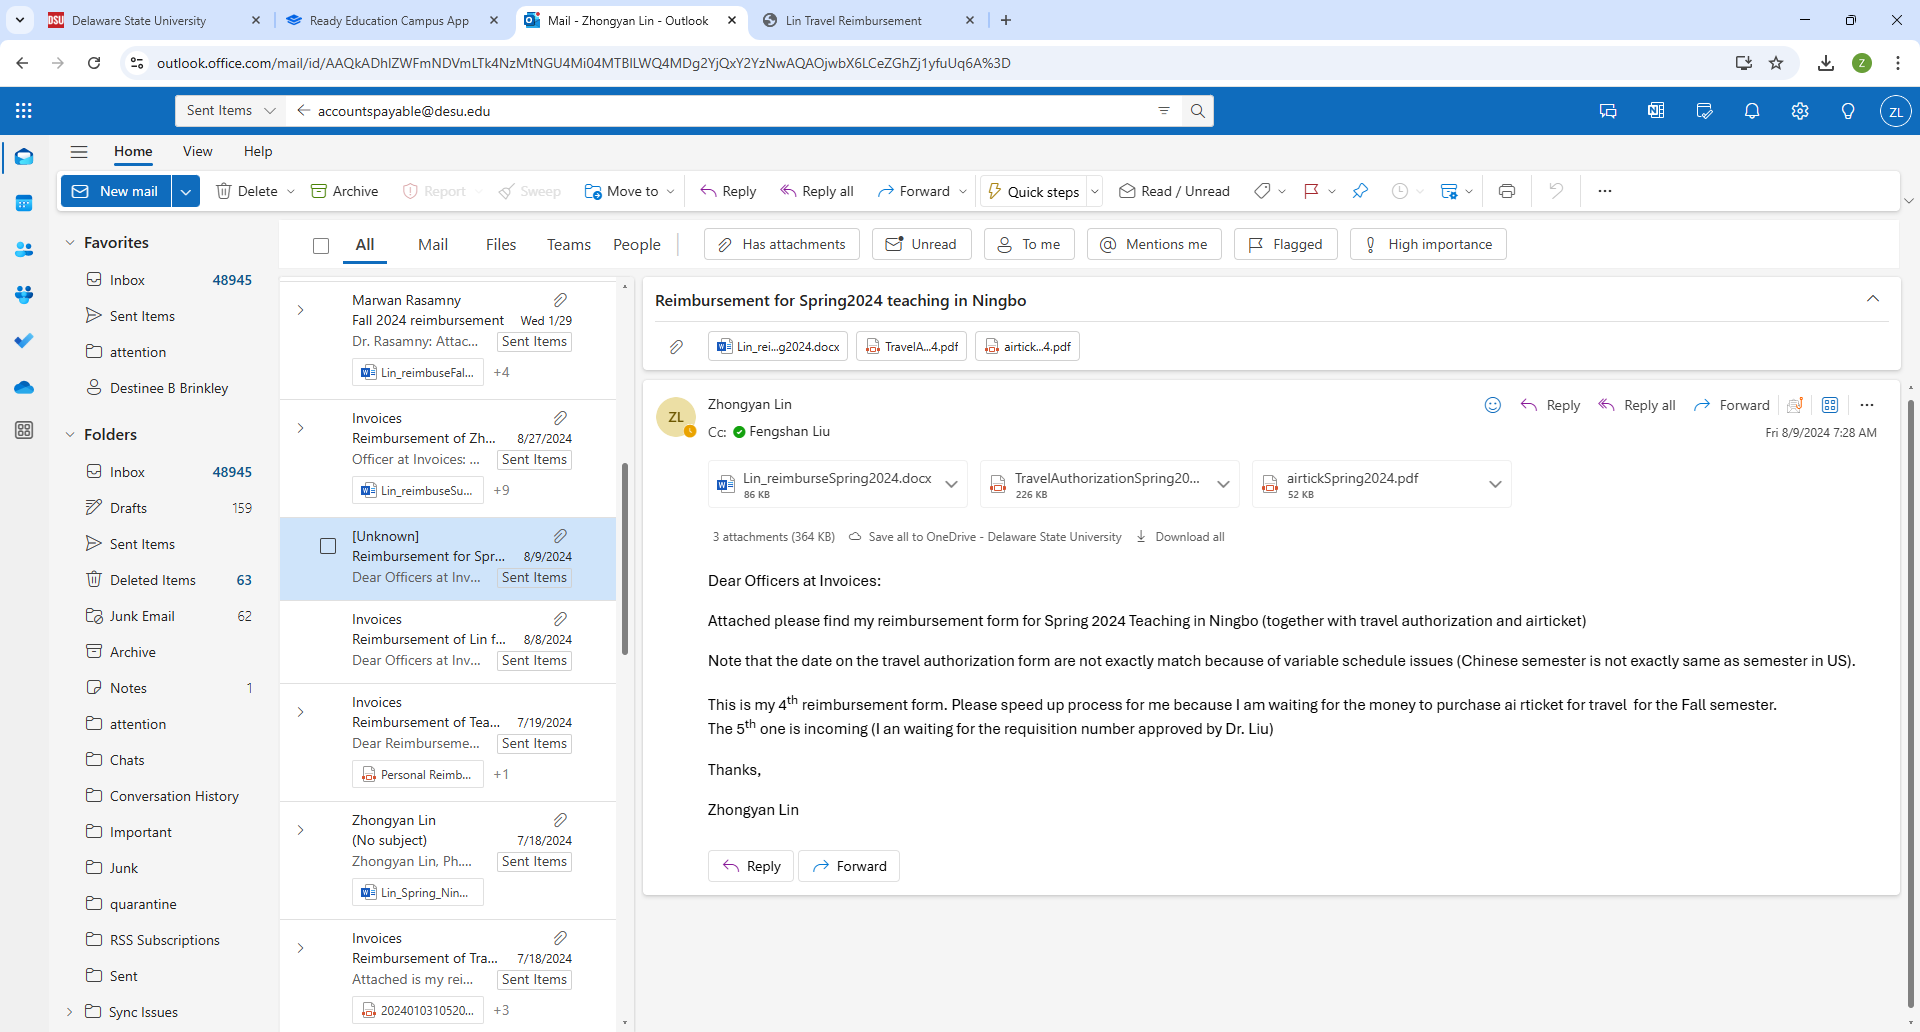 Delaware State University
Ready Education Campus App
Mail - Zhongyan Lin - Outlook
Lin Travel Reimbursement
outlook.office.com/mail/id/AAQkADhlZWFmNDVmLTk4NzMtNGU4Mi04MTBlLWQ4MDg2YjQxY2YzNwAQAOjwbX6LCeZGhZj1yfuUq6A%3D
Z
Sent Items
accountspayable@desu.edu
ZL
Home
View
Help
New mail
Delete
Archive
Report
Sweep
Move to
Reply
Reply all
Forward
Quick steps
Read / Unread
Favorites
Inbox 48945
Sent Items
attention
Destinee B Brinkley
Folders
Inbox 48945
Drafts 159
Sent Items
Deleted Items 63
Junk Email 62
Archive
Notes 1
attention
Chats
Conversation History
Important
Junk
quarantine
RSS Subscriptions
Sent
Sync Issues
All
Mail
Files
Teams
People
Has attachments
Unread
To me
Mentions me
Flagged
High importance
Marwan Rasamny
Fall 2024 reimbursement Wed 1/29
Dr. Rasamny: Attac... Sent Items
Lin_reimbuseFal... +4
Invoices
Reimbursement of Zh... 8/27/2024
Officer at Invoices: ... Sent Items
Lin_reimbuseSu... +9
[Unknown]
Reimbursement for Spr... 8/9/2024
Dear Officers at Inv... Sent Items
Invoices
Reimbursement of Lin f... 8/8/2024
Dear Officers at Inv... Sent Items
Invoices
Reimbursement of Tea... 7/19/2024
Dear Reimburseme... Sent Items
Personal Reimb... +1
Zhongyan Lin
(No subject) 7/18/2024
Zhongyan Lin, Ph.... Sent Items
Lin_Spring_Nin...
Invoices
Reimbursement of Tra... 7/18/2024
Attached is my rei... Sent Items
2024010310520... +3
Reimbursement for Spring2024 teaching in Ningbo
Lin_rei...g2024.docx
TravelA...4.pdf
airtick...4.pdf
ZL
Zhongyan Lin
Cc: Fengshan Liu
Reply
Reply all
Forward
Fri 8/9/2024 7:28 AM
Lin_reimburseSpring2024.docx
86 KB
TravelAuthorizationSpring20...
226 KB
airtickSpring2024.pdf
52 KB
3 attachments (364 KB)
Save all to OneDrive - Delaware State University
Download all
Dear Officers at Invoices:
Attached please find my reimbursement form for Spring 2024 Teaching in Ningbo (together with travel authorization and airticket)
Note that the date on the travel authorization form are not exactly match because of variable schedule issues (Chinese semester is not exactly same as semester in US).
This is my 4th reimbursement form. Please speed up process for me because I am waiting for the money to purchase ai rticket for travel for the Fall semester.
The 5th one is incoming (I an waiting for the requisition number approved by Dr. Liu)
Thanks,
Zhongyan Lin
Reply
Forward